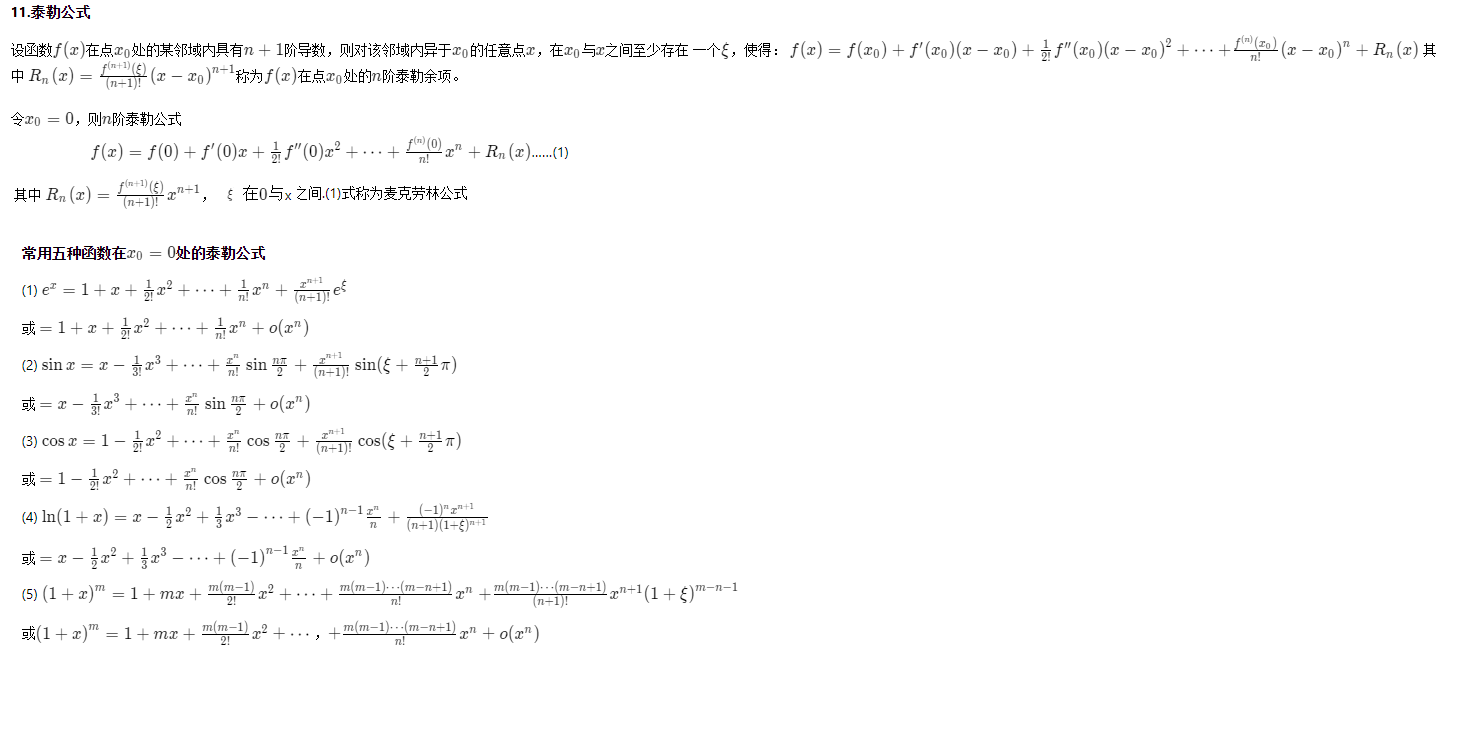 11.泰勒公式
设函数$f(x)$在点$x_0$处的某邻域内具有$n+1$阶导数，则对该邻域内异于$x_0$的任意点$x$，在$x_0$与$x$之间至少存在 一个$\xi$，使得： $f(x)=f(x_0)+f'(x_0)(x-x_0)+\frac{1}{2!}f''(x_0)(x-x_0)^2+\cdots+\frac{f^{(n)}(x_0)}{n!}(x-x_0)^n+R_n(x)$ 其
中 $R_n(x)=\frac{f^{(n+1)}(\xi)}{(n+1)!}(x-x_0)^{n+1}$称为$f(x)$在点$x_0$处的$n$阶泰勒余项。
令$x_0=0$，则$n$阶泰勒公式
$f(x)=f(0)+f'(0)x+\frac{1}{2!}f''(0)x^2+\cdots+\frac{f^{(n)}(0)}{n!}x^n+R_n(x)$......(1)
其中 $R_n(x)=\frac{f^{(n+1)}(\xi)}{(n+1)!}x^{n+1}$， $\xi$ 在0与x 之间.(1)式称为麦克劳林公式
常用五种函数在$x_0=0$处的泰勒公式
(1) $e^x=1+x+\frac{1}{2!}x^2+\cdots+\frac{1}{n!}x^n+\frac{x^{n+1}}{(n+1)!}e^\xi$
或$=1+x+\frac{1}{2!}x^2+\cdots+\frac{1}{n!}x^n+o(x^n)$
(2) $\sin x=x-\frac{1}{3!}x^3+\cdots+\frac{x^n}{n!}\sin\frac{n\pi}{2}+\frac{x^{n+1}}{(n+1)!}\sin(\xi+\frac{n+1}{2}\pi)$
或$=x-\frac{1}{3!}x^3+\cdots+\frac{x^n}{n!}\sin\frac{n\pi}{2}+o(x^n)$
(3) $\cos x=1-\frac{1}{2!}x^2+\cdots+\frac{x^n}{n!}\cos\frac{n\pi}{2}+\frac{x^{n+1}}{(n+1)!}\cos(\xi+\frac{n+1}{2}\pi)$
或$=1-\frac{1}{2!}x^2+\cdots+\frac{x^n}{n!}\cos\frac{n\pi}{2}+o(x^n)$
(4) $\ln(1+x)=x-\frac{1}{2}x^2+\frac{1}{3}x^3-\cdots+(-1)^{n-1}\frac{x^n}{n}+\frac{(-1)^n x^{n+1}}{(n+1)(1+\xi)^{n+1}}$
或$=x-\frac{1}{2}x^2+\frac{1}{3}x^3-\cdots+(-1)^{n-1}\frac{x^n}{n}+o(x^n)$
(5) $(1+x)^m=1+mx+\frac{m(m-1)}{2!}x^2+\cdots+\frac{m(m-1)\cdots(m-n+1)}{n!}x^n+\frac{m(m-1)\cdots(m-n+1)}{(n+1)!}x^{n+1}(1+\xi)^{m-n-1}$
或$(1+x)^m=1+mx+\frac{m(m-1)}{2!}x^2+\cdots$，$+\frac{m(m-1)\cdots(m-n+1)}{n!}x^n+o(x^n)$